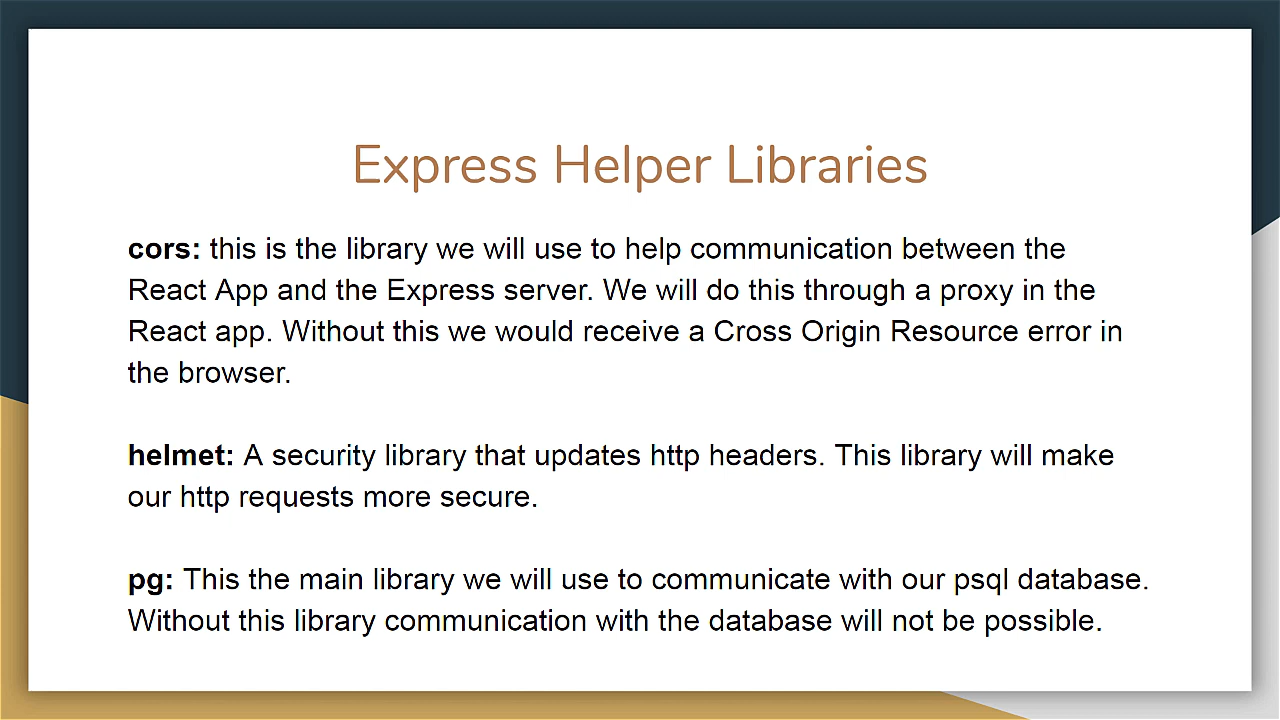 Express Helper Libraries
cors: this is the library we will use to help communication between the
React App and the Express server. We will do this through a proxy in the
React app. Without this we would receive a Cross Origin Resource error in
the browser.
helmet: A security library that updates http headers. This library will make
our http requests more secure.
pg: This the main library we will use to communicate with our psql database.
Without this library communication with the database will not be possible.